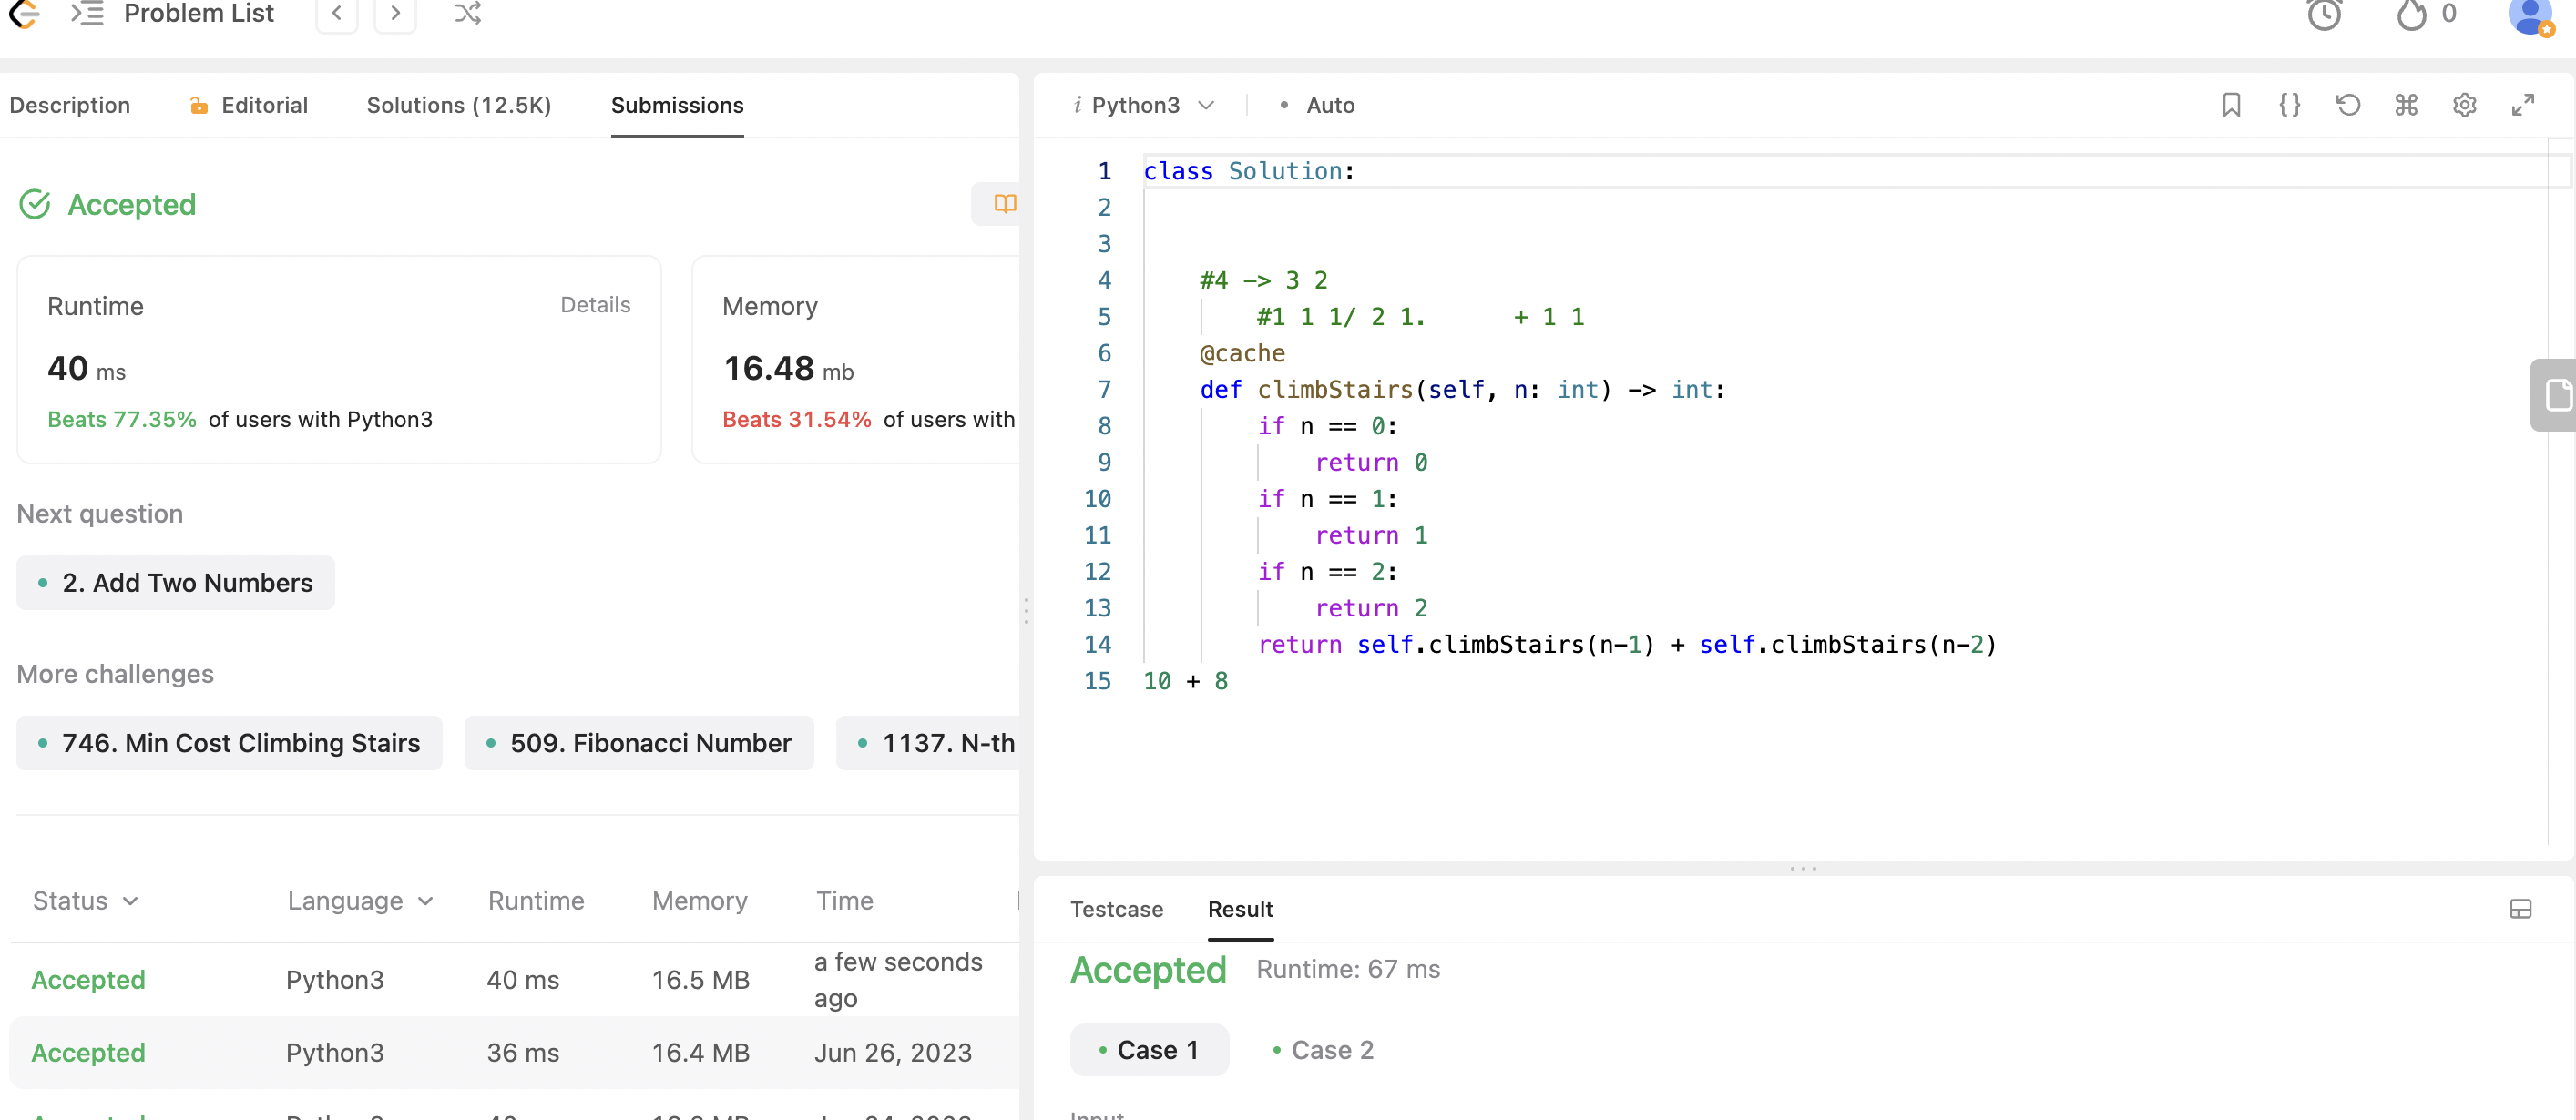 Problem List
0
Description Editorial Solutions (12.5K) Submissions
Accepted
Runtime Details
40 ms
Beats 77.35% of users with Python3
Memory
16.48 mb
Beats 31.54% of users with
Next question
2. Add Two Numbers
More challenges
746. Min Cost Climbing Stairs 509. Fibonacci Number 1137. N-th
Status Language Runtime Memory Time
Accepted Python3 40 ms 16.5 MB a few seconds
ago
Accepted Python3 36 ms 16.4 MB Jun 26, 2023
i Python3 • Auto
1 class Solution:
2
3
4 #4 -> 3 2
5 #1 1 1/ 2 1. + 1 1
6 @cache
7 def climbStairs(self, n: int) -> int:
8 if n == 0:
9 return 0
10 if n == 1:
11 return 1
12 if n == 2:
13 return 2
14 return self.climbStairs(n-1) + self.climbStairs(n-2)
15 10 + 8
Testcase Result
Accepted Runtime: 67 ms
• Case 1 • Case 2